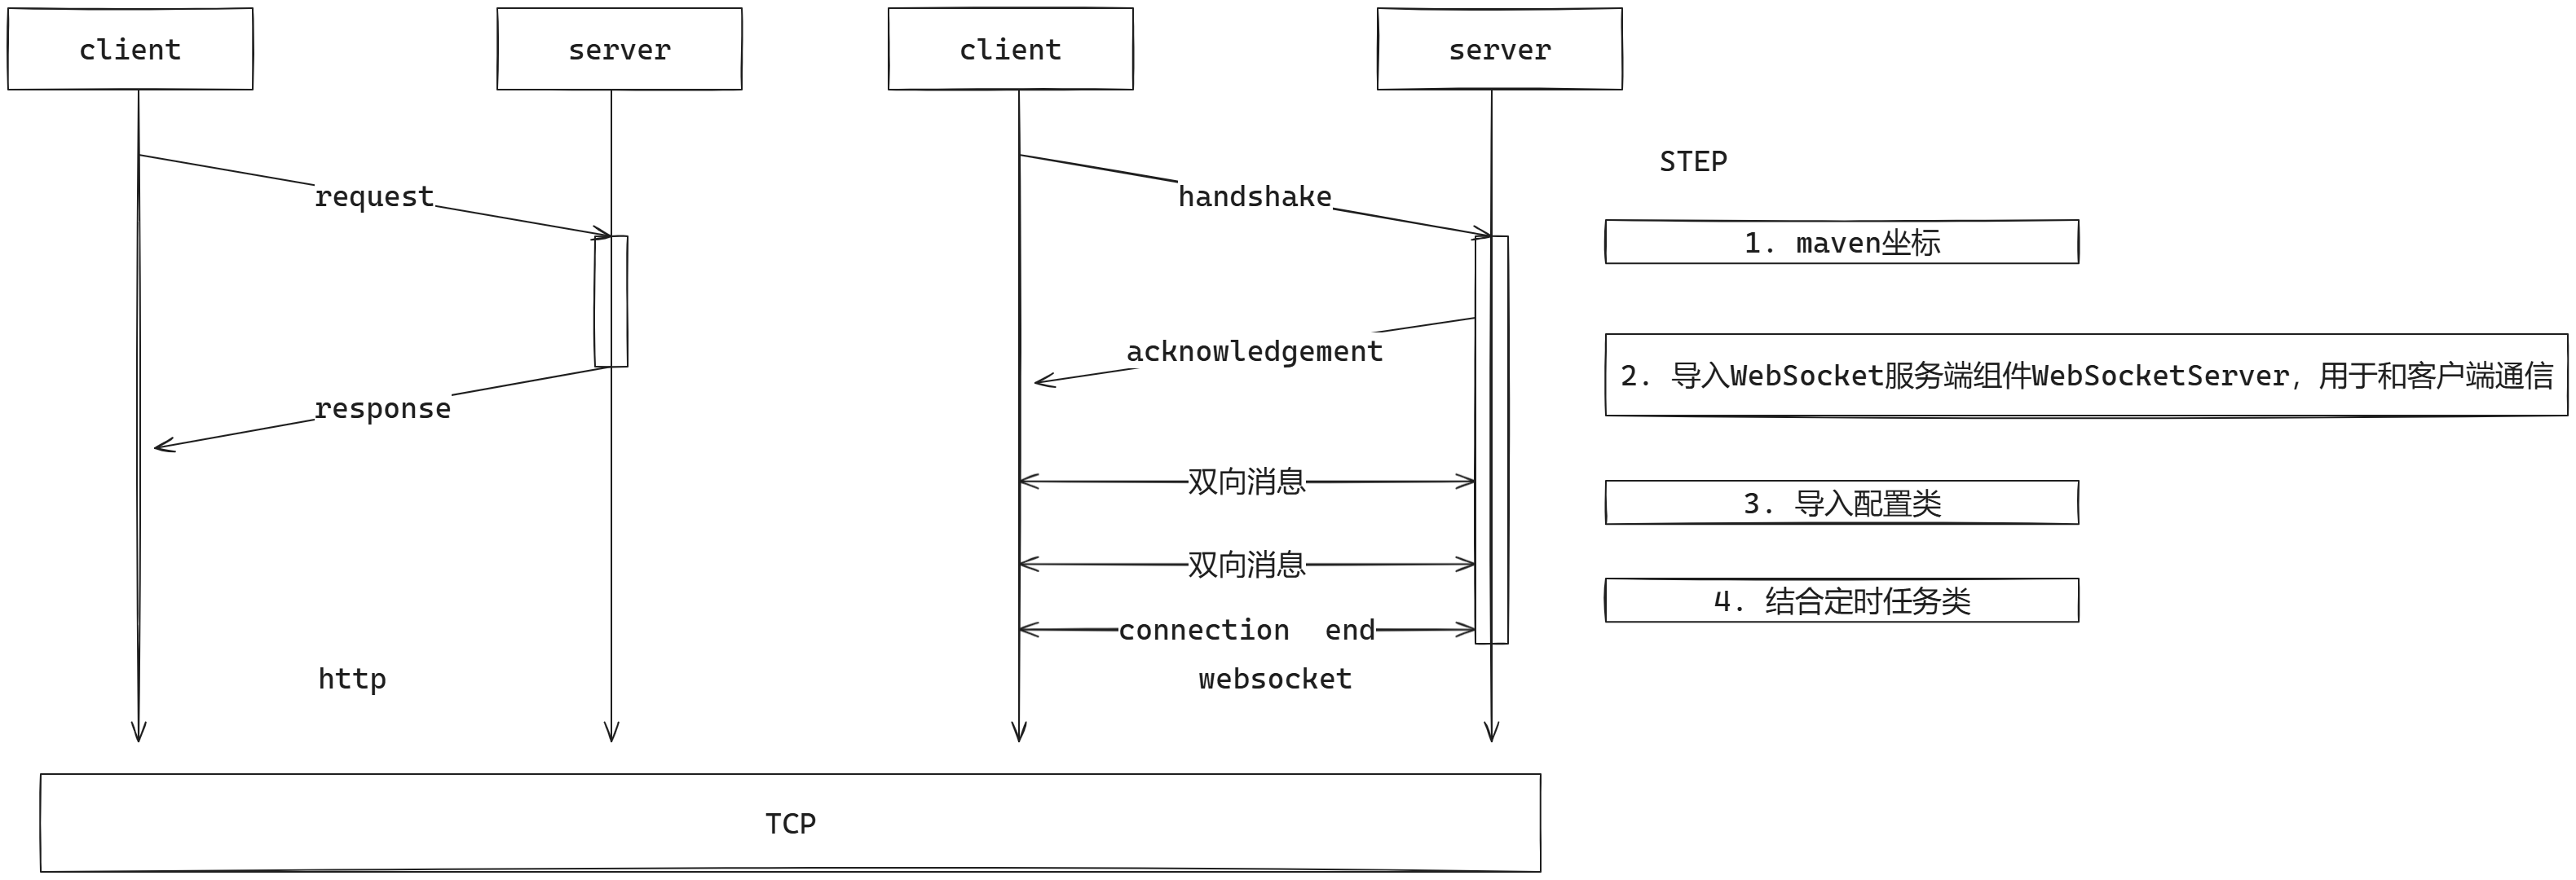 client
server
request
response
http
client
server
handshake
acknowledgement
双向消息
双向消息
connection  end
websocket
TCP
STEP
1. maven坐标
2. 导入WebSocket服务端组件WebSocketServer，用于和客户端通信
3. 导入配置类
4. 结合定时任务类